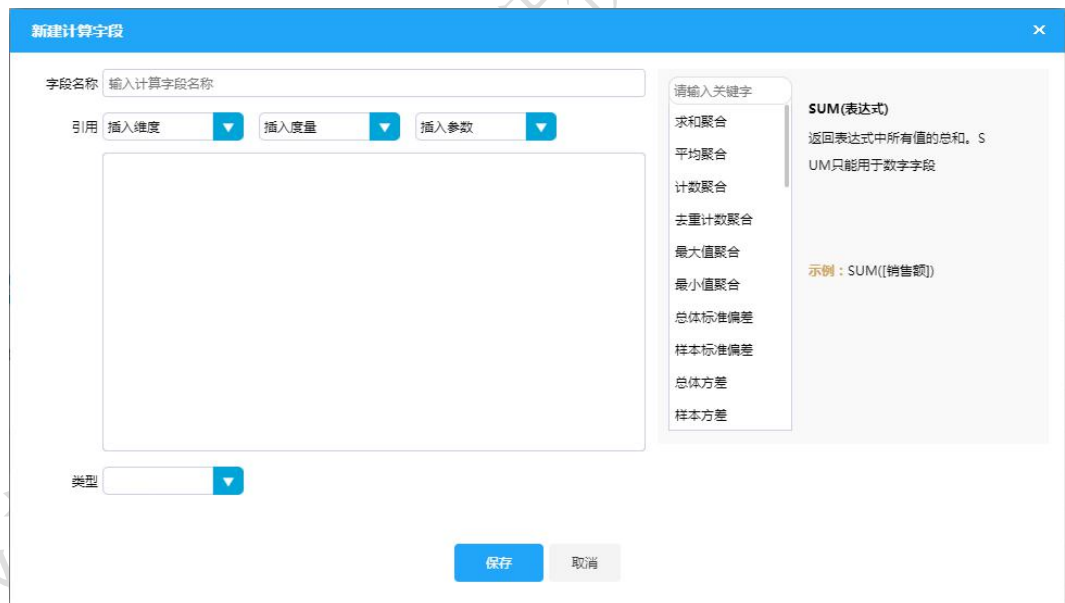 新建计算字段
字段名称 输入计算字段名称
引用 插入维度 插入度量 插入参数
类型
请输入关键字
求和聚合
平均聚合
计数聚合
去重计数聚合
最大值聚合
最小值聚合
总体标准偏差
样本标准偏差
总体方差
样本方差
SUM(表达式)
返回表达式中所有值的总和。S
UM只能用于数字字段
示例：SUM([销售额])
保存 取消